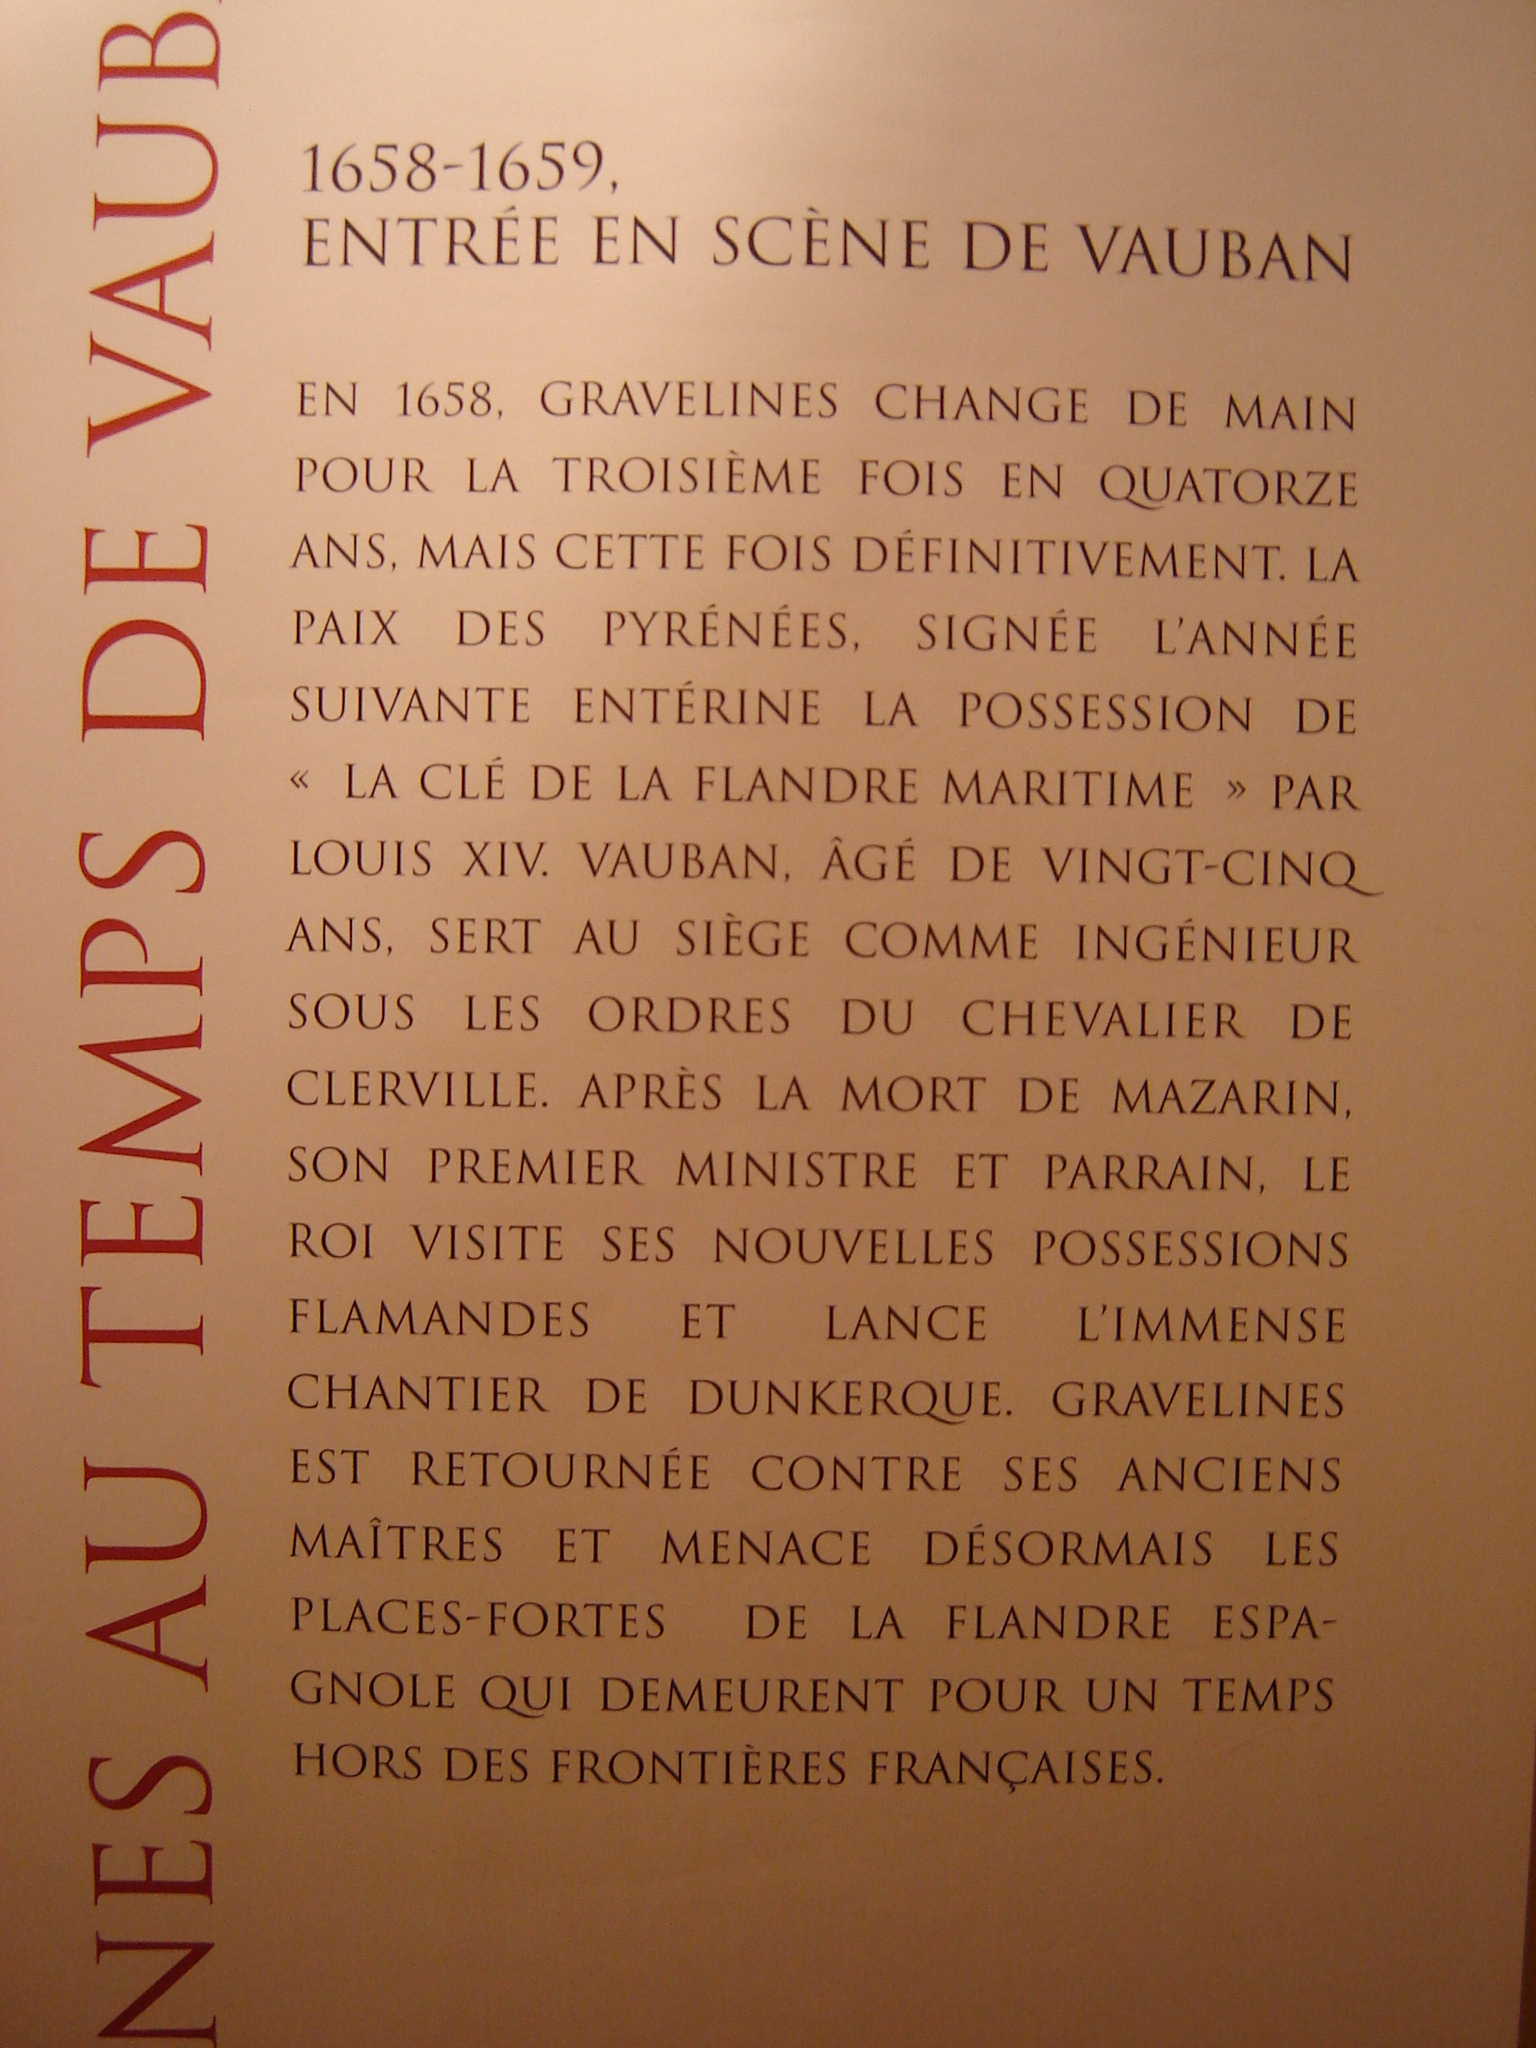 NES AU TEMPS DE VAUB
1658-1659,
ENTRÉE EN SCÈNE DE VAUBAN
EN 1658, GRAVELINES CHANGE DE MAIN
POUR LA TROISIÈME FOIS EN QUATORZE
ANS, MAIS CETTE FOIS DÉFINITIVEMENT. LA
PAIX DES PYRÉNÉES, SIGNÉE L'ANNÉE
SUIVANTE ENTÉRINE LA POSSESSION DE
« LA CLÉ DE LA FLANDRE MARITIME » PAR
LOUIS XIV. VAUBAN, ÂGÉ DE VINGT-CINQ
ANS, SERT AU SIÈGE COMME INGÉNIEUR
SOUS LES ORDRES DU CHEVALIER DE
CLERVILLE. APRÈS LA MORT DE MAZARIN,
SON PREMIER MINISTRE ET PARRAIN, LE
ROI VISITE SES NOUVELLES POSSESSIONS
FLAMANDES ET LANCE L'IMMENSE
CHANTIER DE DUNKERQUE. GRAVELINES
EST RETOURNÉE CONTRE SES ANCIENS
MAÎTRES ET MENACE DÉSORMAIS LES
PLACES-FORTES DE LA FLANDRE ESPA-
GNOLE QUI DEMEURENT POUR UN TEMPS
HORS DES FRONTIÈRES FRANÇAISES.